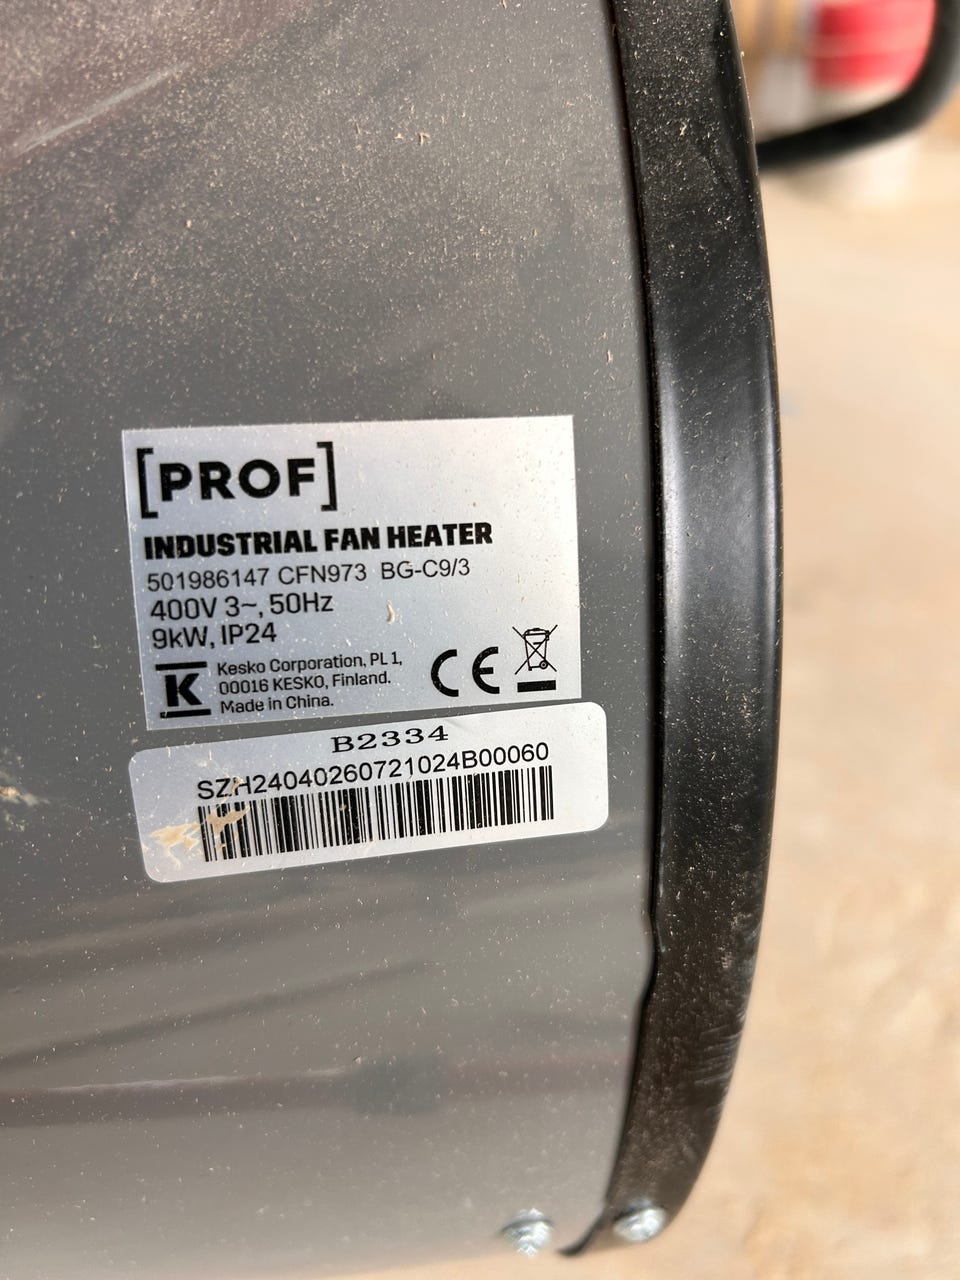 [PROF]
INDUSTRIAL FAN HEATER
501986147 CFN973 BG-C9/3
400V 3~, 50Hz
9kW, IP24
K
Kesko Corporation, PL 1,
00016 KESKO, Finland.
Made in China.
CE
B2334
SZH24040260721024B00060